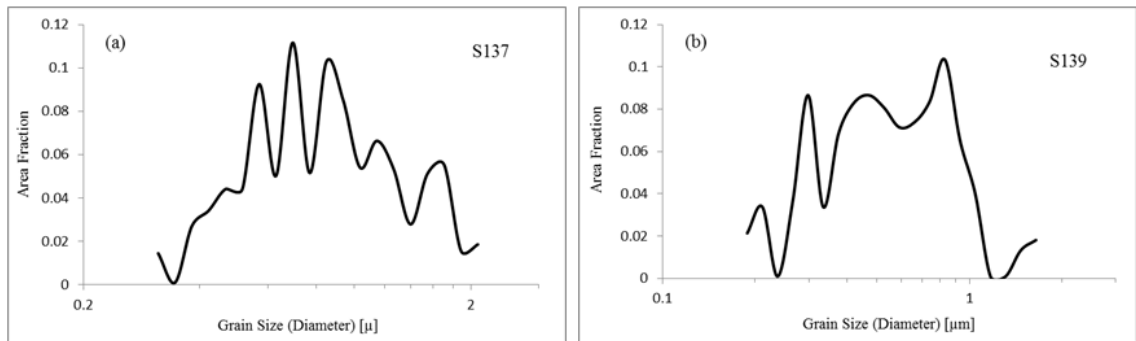 (a)
S137
0.12
0.1
0.08
0.06
0.04
0.02
0
Area Fraction
0.2
2
Grain Size (Diameter) [µ]
(b)
S139
0.12
0.1
0.08
0.06
0.04
0.02
0
Area Fraction
0.1
1
Grain Size (Diameter) [µm]